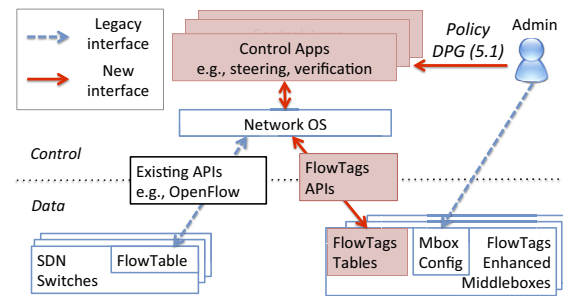 Legacy
interface
New
interface
Control Apps
e.g., steering, verification
Policy
DPG (5.1)
Admin
Network OS
Control
Existing APIs
e.g., OpenFlow
FlowTags
APIs
Data
SDN
Switches
FlowTable
FlowTags
Tables
Mbox
Config
FlowTags
Enhanced
Middleboxes